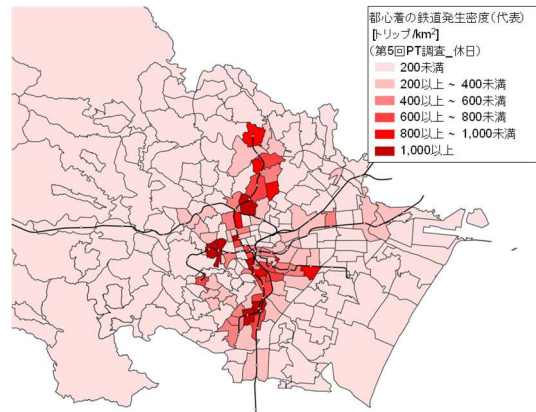 都心着の鉄道発生密度(代表)
[トリップ/km²]
(第5回PT調査_休日)
200未満
200以上 ~ 400未満
400以上 ~ 600未満
600以上 ~ 800未満
800以上 ~ 1,000未満
1,000以上